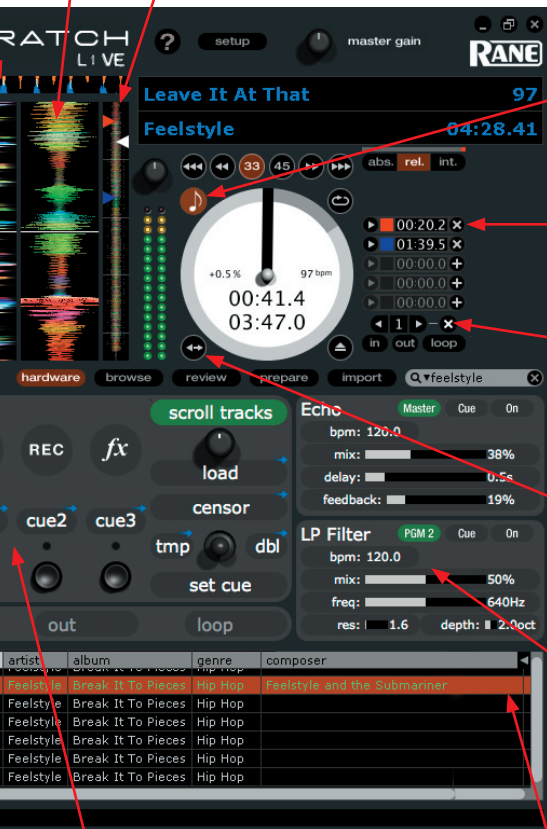 RATCH
LIVE
? setup master gain
RANE
Leave It At That 97
Feelstyle 04:28.41
33 45
abs. rel. int.
00:20.2
01:39.5
00:00.0
00:00.0
00:00.0
1
in out loop
+0.5% 97 bpm
00:41.4
03:47.0
hardware browse review prepare import feelstyle
scroll tracks
load
censor
tmp dbl
set cue
REC fx
cue2 cue3
out loop
Echo Master Cue On
bpm: 120.0
mix: 38%
delay: 0.5s
feedback: 19%
LP Filter PGM 2 Cue On
bpm: 120.0
mix: 50%
freq: 640Hz
res: 1.6 depth: 2.0oct
artist album genre composer
Feelstyle Break It To Pieces Hip Hop
Feelstyle Break It To Pieces Hip Hop Feelstyle and the Submariner
Feelstyle Break It To Pieces Hip Hop
Feelstyle Break It To Pieces Hip Hop
Feelstyle Break It To Pieces Hip Hop
Feelstyle Break It To Pieces Hip Hop
Feelstyle Break It To Pieces Hip Hop